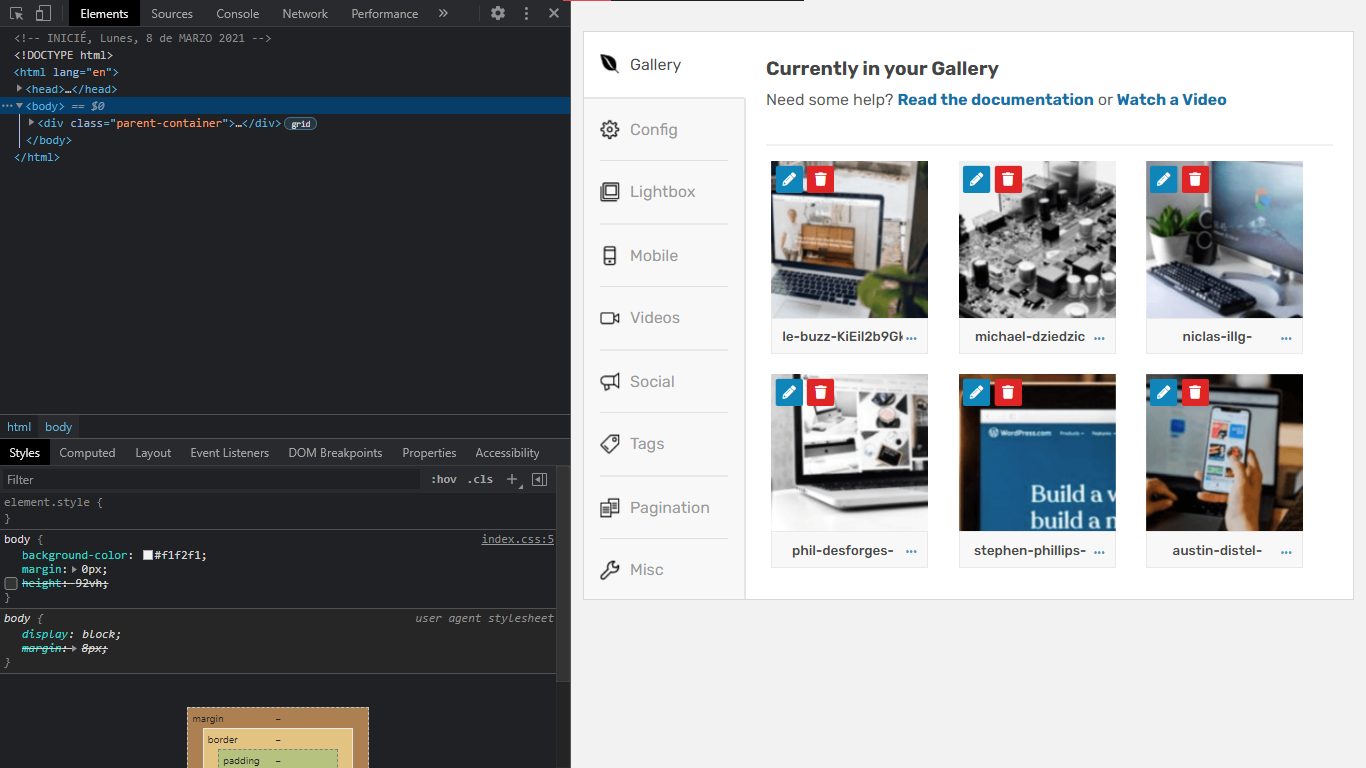 Elements Sources Console Network Performance
<!-- INICIÉ, Lunes, 8 de MARZO 2021 -->
<!DOCTYPE html>
<html lang="en">
<head>…</head>
<body> == $0
<div class="parent-container">…</div> grid
</body>
</html>
html body
Styles Computed Layout Event Listeners DOM Breakpoints Properties Accessibility
Filter :hov .cls +
element.style {
}
body { index.css:5
background-color: #f1f2f1;
margin: 0px;
height: 92vh;
}
body { user agent stylesheet
display: block;
margin: 8px;
}
margin –
border –
padding –
Gallery
Config
Lightbox
Mobile
Videos
Social
Tags
Pagination
Misc
Currently in your Gallery
Need some help? Read the documentation or Watch a Video
le-buzz-KiEiI2b9Gk ...
michael-dziedzic ...
niclas-illg- ...
WordPress.com
Build a
build a
phil-desforges- ...
stephen-phillips- ...
austin-distel- ...